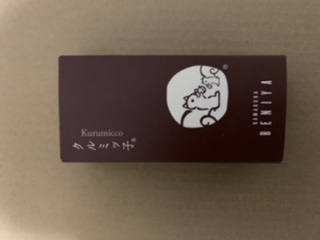 Kurumicco
クルミッ子®
®
KAMAKURA
BENIYA